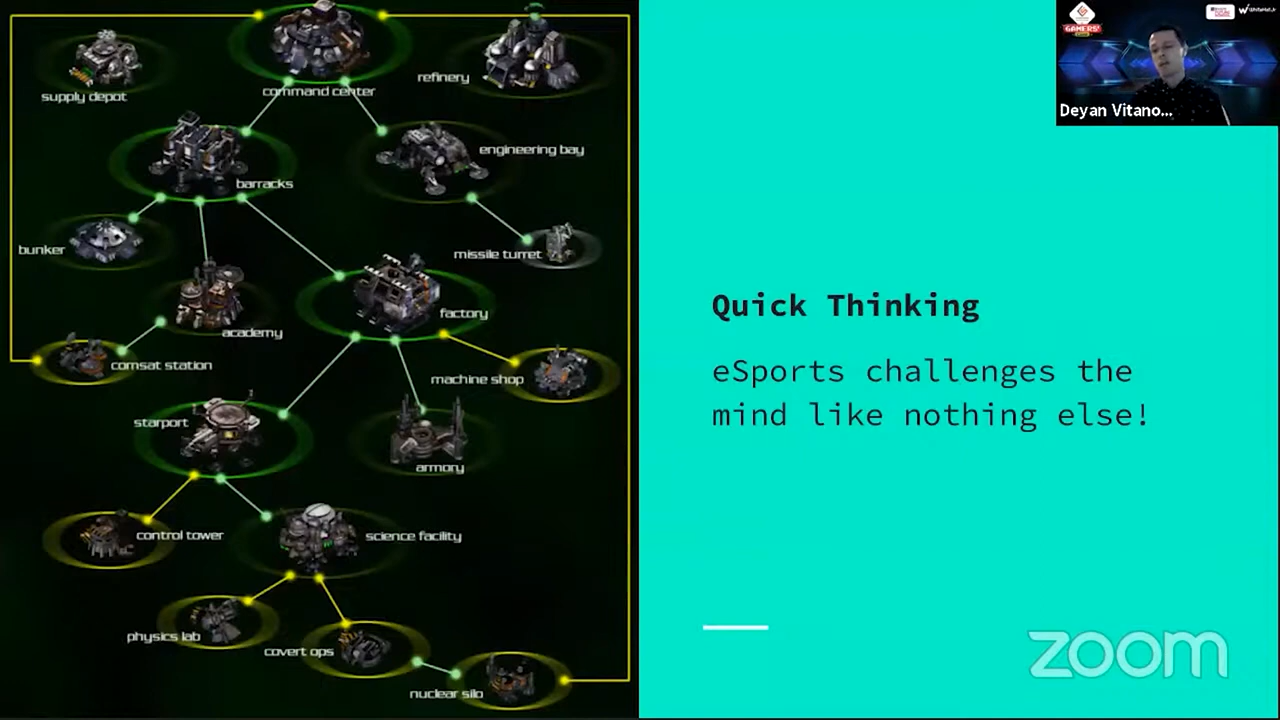 supply depot
command center
refinery
barracks
engineering bay
bunker
missile turret
academy
factory
comsat station
machine shop
starport
armory
control tower
science facility
physics lab
covert ops
nuclear silo
Quick Thinking
eSports challenges the
mind like nothing else!
GAMERS'
Deyan Vitano...
zoom